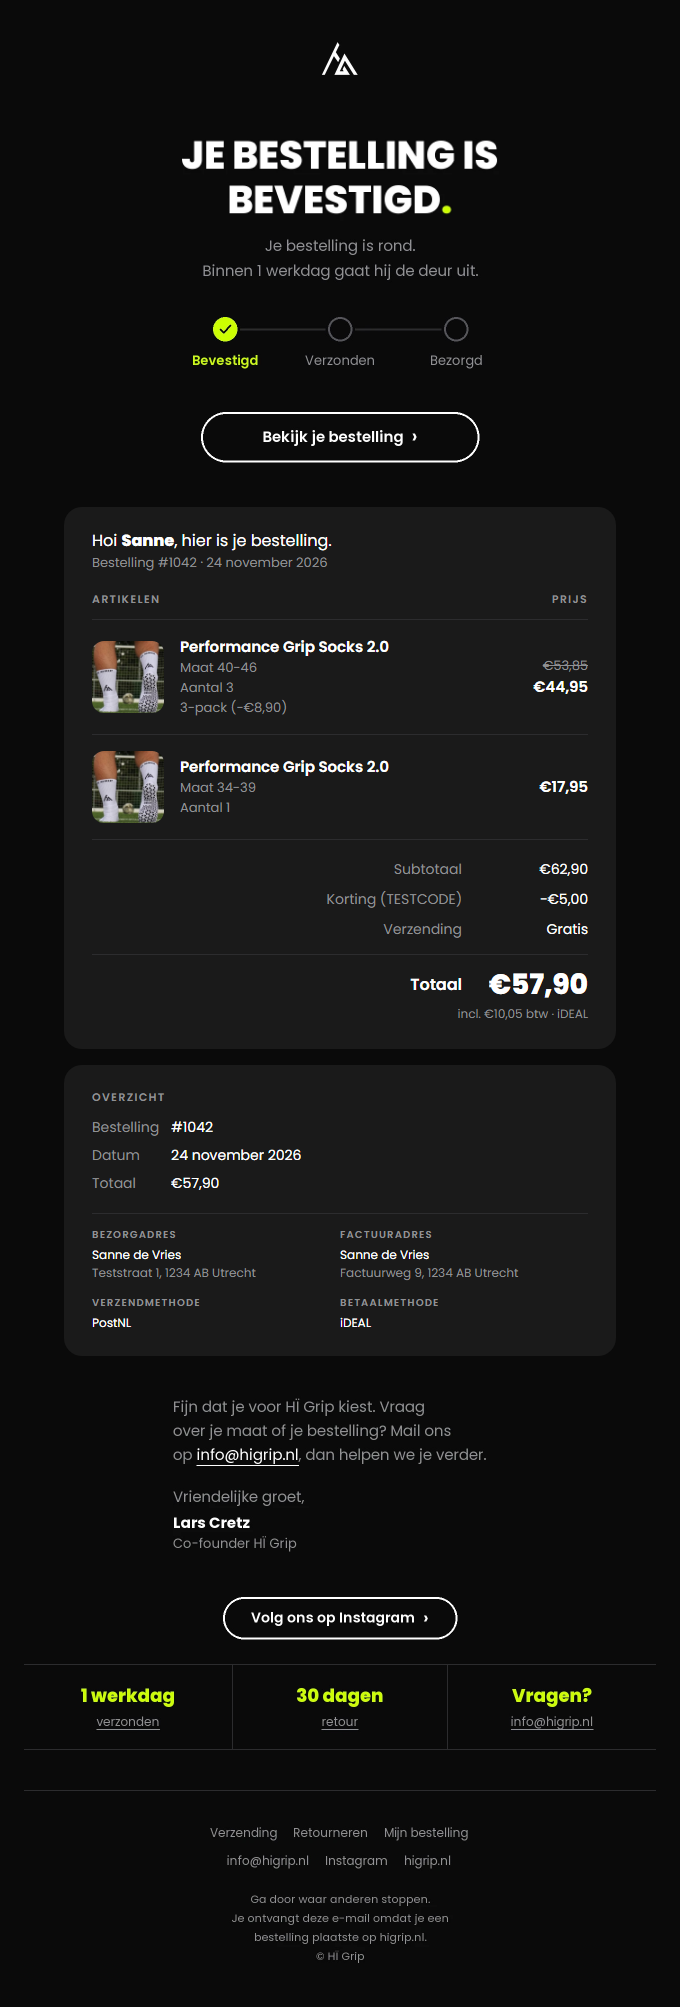 JE BESTELLING IS
BEVESTIGD.
Je bestelling is rond.
Binnen 1 werkdag gaat hij de deur uit.
Bevestigd Verzonden Bezorgd
Bekijk je bestelling ›
Hoi Sanne, hier is je bestelling.
Bestelling #1042 · 24 november 2026
ARTIKELEN PRIJS
Performance Grip Socks 2.0
Maat 40-46
Aantal 3
3-pack (-€8,90)
€53,85
€44,95
Performance Grip Socks 2.0
Maat 34-39
Aantal 1
€17,95
Subtotaal €62,90
Korting (TESTCODE) -€5,00
Verzending Gratis
Totaal €57,90
incl. €10,05 btw · iDEAL
OVERZICHT
Bestelling #1042
Datum 24 november 2026
Totaal €57,90
BEZORGADRES
Sanne de Vries
Teststraat 1, 1234 AB Utrecht
FACTUURADRES
Sanne de Vries
Factuurweg 9, 1234 AB Utrecht
VERZENDMETHODE
PostNL
BETAALMETHODE
iDEAL
Fijn dat je voor HÏ Grip kiest. Vraag
over je maat of je bestelling? Mail ons
op info@higrip.nl, dan helpen we je verder.
Vriendelijke groet,
Lars Cretz
Co-founder HÏ Grip
Volg ons op Instagram ›
1 werkdag
verzonden
30 dagen
retour
Vragen?
info@higrip.nl
Verzending Retourneren Mijn bestelling
info@higrip.nl Instagram higrip.nl
Ga door waar anderen stoppen.
Je ontvangt deze e-mail omdat je een
bestelling plaatste op higrip.nl.
© HÏ Grip